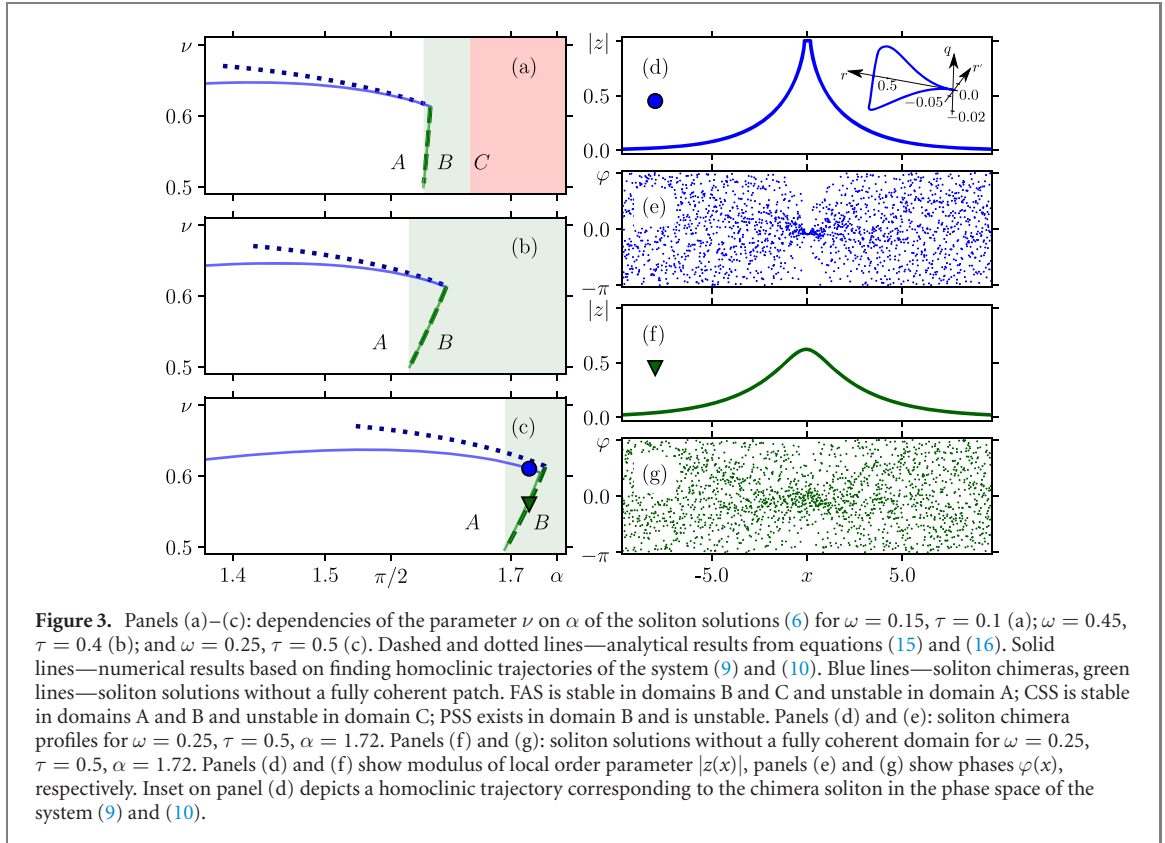 ν
(a)
0.6
A
B
C
0.5
ν
(b)
0.6
A
B
0.5
ν
(c)
0.6
A
B
0.5
1.4
1.5
π/2
1.7
α
|z|
(d)
0.5
0.0
q
r'
r
0.5
0.0
−0.05
−0.02
φ
(e)
0.0
−π
|z|
(f)
0.5
0.0
φ
(g)
0.0
−π
-5.0
x
5.0
Figure 3. Panels (a)–(c): dependencies of the parameter ν on α of the soliton solutions (6) for ω = 0.15, τ = 0.1 (a); ω = 0.45,
τ = 0.4 (b); and ω = 0.25, τ = 0.5 (c). Dashed and dotted lines—analytical results from equations (15) and (16). Solid
lines—numerical results based on finding homoclinic trajectories of the system (9) and (10). Blue lines—soliton chimeras, green
lines—soliton solutions without a fully coherent patch. FAS is stable in domains B and C and unstable in domain A; CSS is stable
in domains A and B and unstable in domain C; PSS exists in domain B and is unstable. Panels (d) and (e): soliton chimera
profiles for ω = 0.25, τ = 0.5, α = 1.72. Panels (f) and (g): soliton solutions without a fully coherent domain for ω = 0.25,
τ = 0.5, α = 1.72. Panels (d) and (f) show modulus of local order parameter |z(x)|, panels (e) and (g) show phases φ(x),
respectively. Inset on panel (d) depicts a homoclinic trajectory corresponding to the chimera soliton in the phase space of the
system (9) and (10).